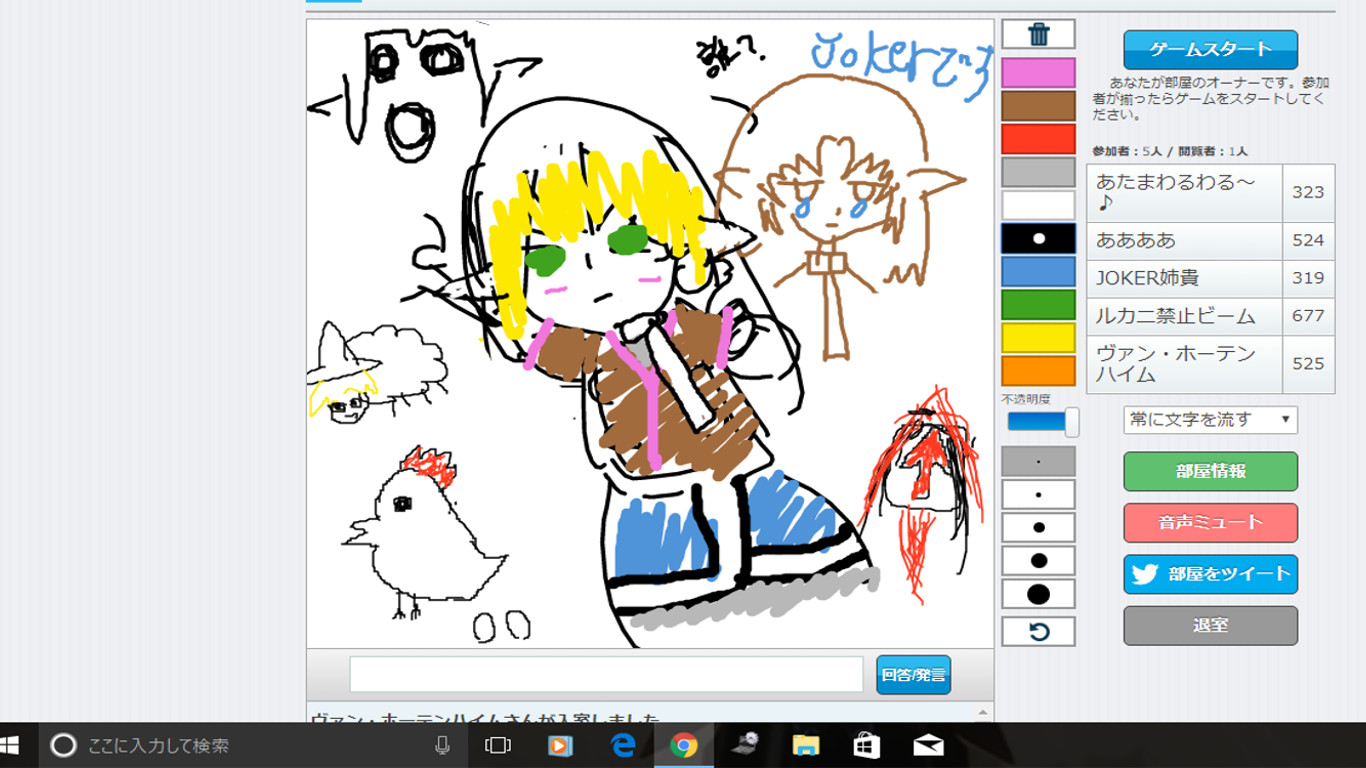 誰?
Jokerです
ゲームスタート
あなたが部屋のオーナーです。参加
者が揃ったらゲームをスタートしてく
ださい。
参加者：5人 / 閲覧者：1人
あたまわるわる～
♪
323
ああああ
524
JOKER姉貴
319
ルカニ禁止ビーム
677
ヴァン・ホーテン
ハイム
525
不透明度
常に文字を流す
部屋情報
音声ミュート
部屋をツイート
退室
回答/発言
ヴァン・ホーテンハイムさんが入室しました
ここに入力して検索